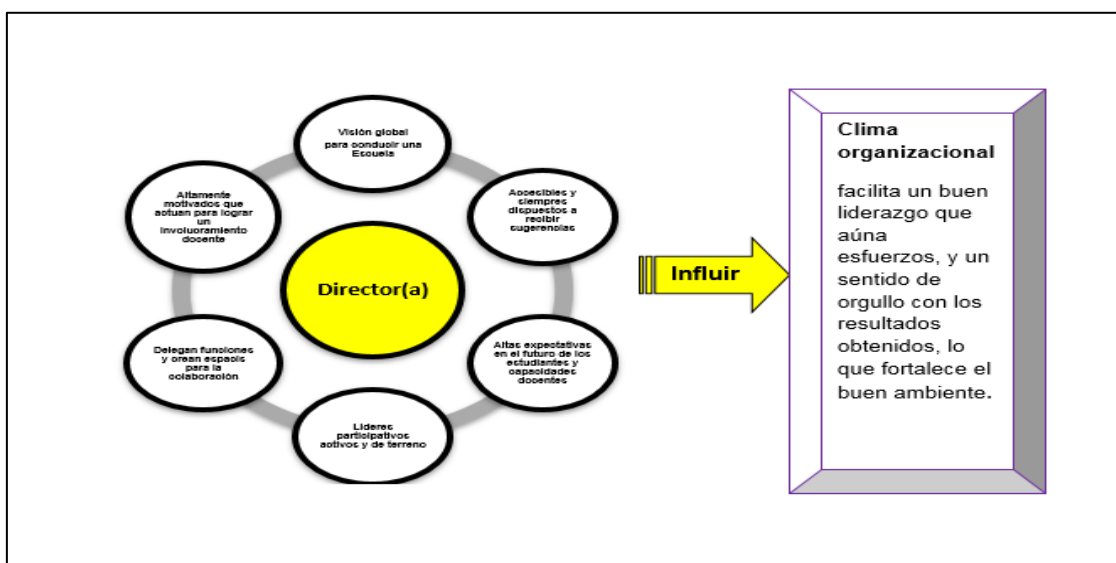 Visión global
para conducir una
Escuela
Accesibles y
siempres
dispuestos a
recibir
sugerencias
Altas expectativas
en el futuro de los
estudiantes y
capacidades
docentes
Lideres
participativos
activos y de terreno
Delegan funciones
y crean espacis
para la
colaboración
Altamente
motivados que
actuan para lograr
un
involucramiento
docente
Director(a)
Influir
Clima
organizacional
facilita un buen
liderazgo que
aúna
esfuerzos, y un
sentido de
orgullo con los
resultados
obtenidos, lo
que fortalece el
buen ambiente.